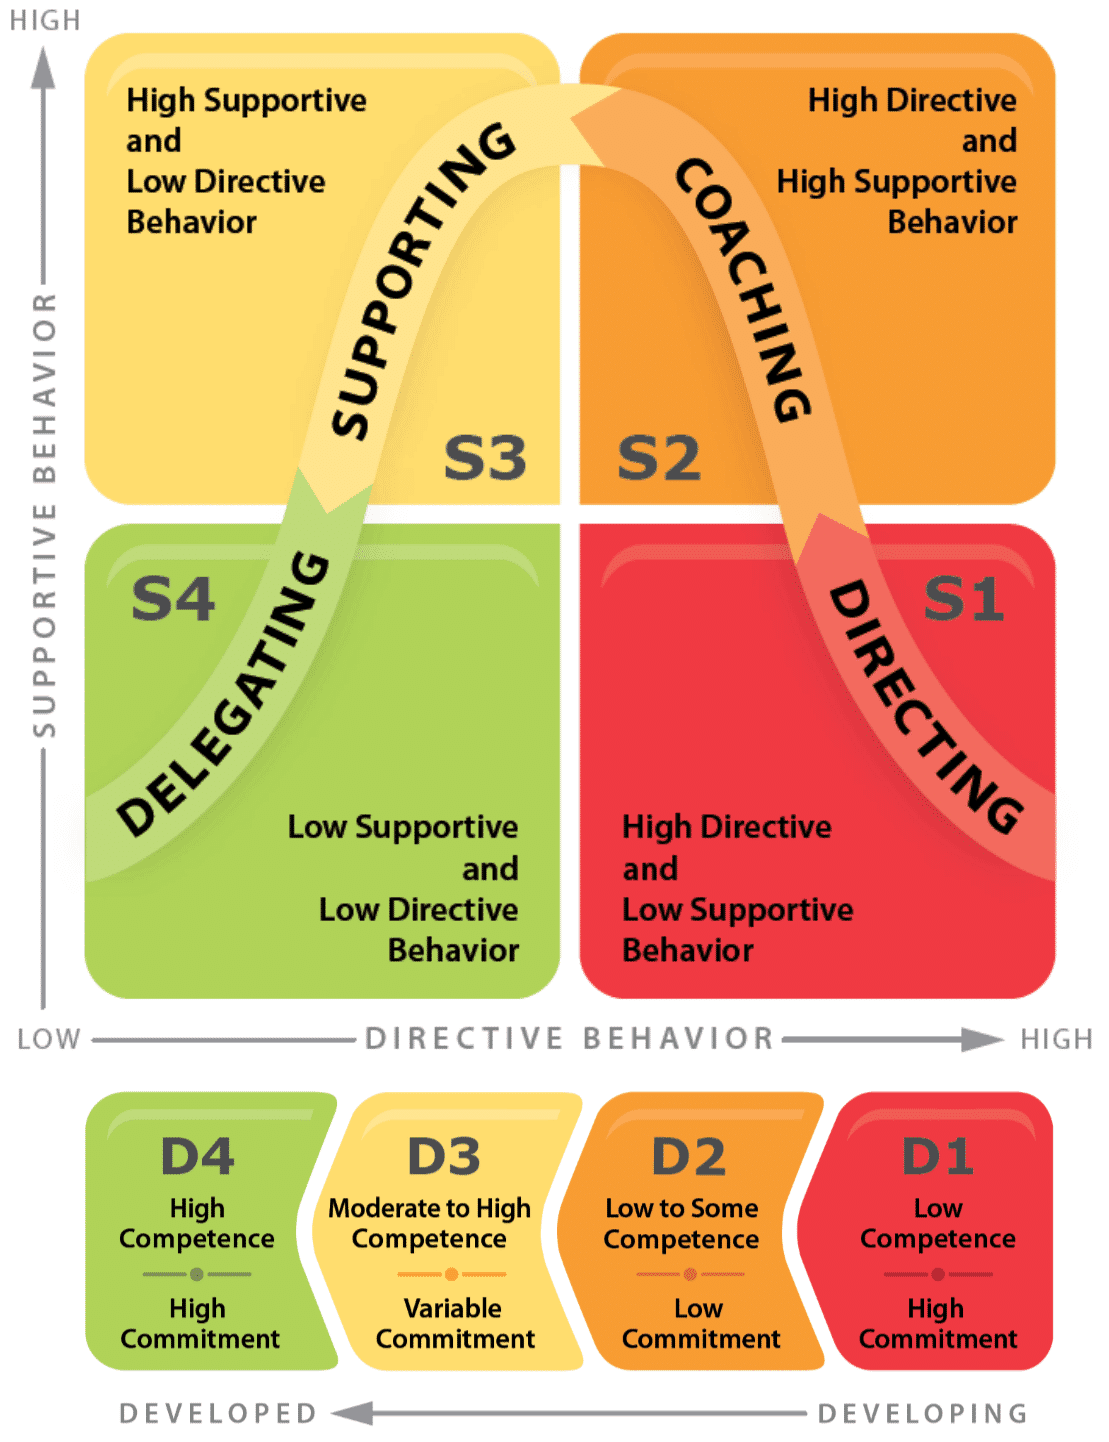 HIGH
SUPPORTIVE BEHAVIOR
High Supportive
and
Low Directive
Behavior
SUPPORTING
S3
High Directive
and
High Supportive
Behavior
COACHING
S2
S4
DELEGATING
Low Supportive
and
Low Directive
Behavior
S1
DIRECTING
High Directive
and
Low Supportive
Behavior
LOW
DIRECTIVE BEHAVIOR
HIGH
D4
High
Competence
High
Commitment
D3
Moderate to High
Competence
Variable
Commitment
D2
Low to Some
Competence
Low
Commitment
D1
Low
Competence
High
Commitment
DEVELOPED
DEVELOPING